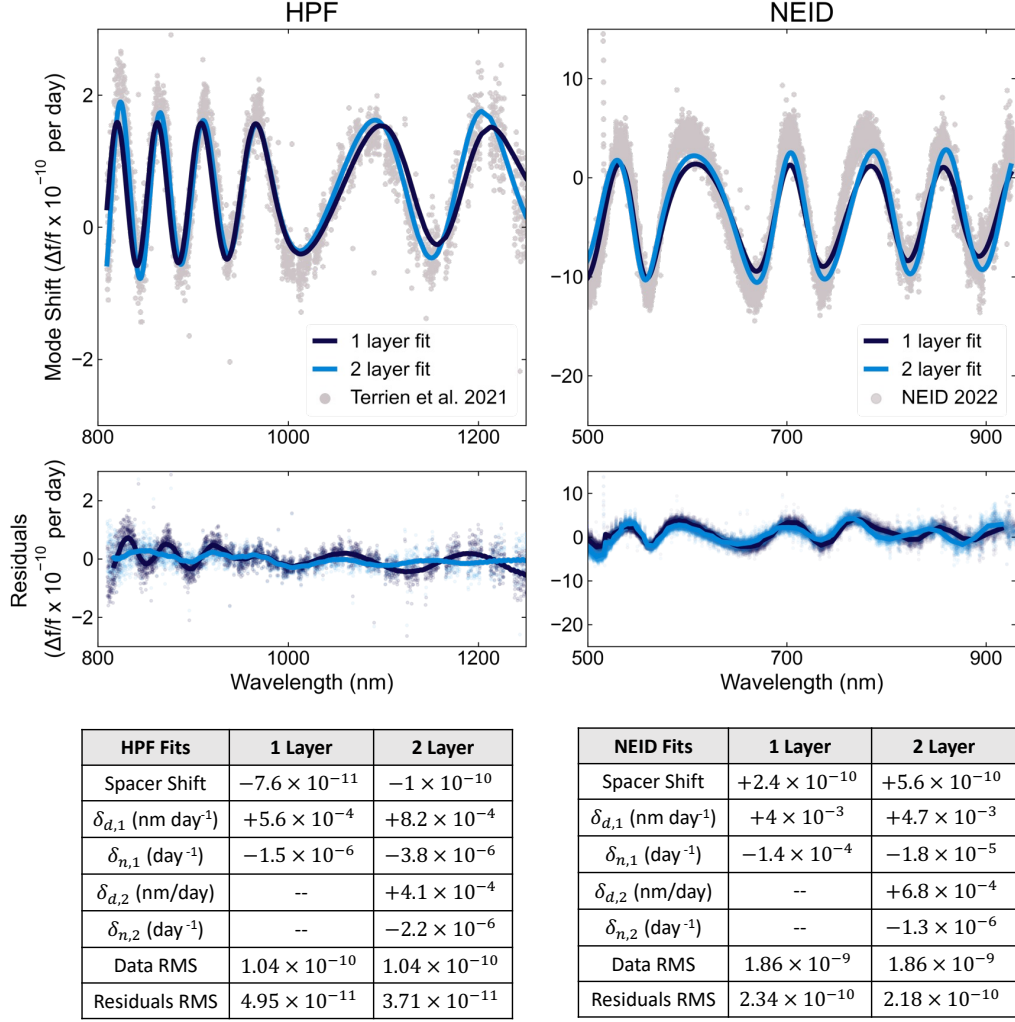 HPF
NEID
Mode Shift (Δf/f x 10⁻¹⁰ per day)
2
0
−2
800
1000
1200
1 layer fit
2 layer fit
Terrien et al. 2021
10
0
−10
−20
500
700
900
1 layer fit
2 layer fit
NEID 2022
Residuals
(Δf/f x 10⁻¹⁰ per day)
2
0
−2
800
1000
1200
Wavelength (nm)
10
0
−10
−20
500
700
900
Wavelength (nm)
HPF Fits 1 Layer 2 Layer
Spacer Shift −7.6 × 10⁻¹¹ −1 × 10⁻¹⁰
δ_{d,1} (nm day⁻¹) +5.6 × 10⁻⁴ +8.2 × 10⁻⁴
δ_{n,1} (day⁻¹) −1.5 × 10⁻⁶ −3.8 × 10⁻⁶
δ_{d,2} (nm/day) -- +4.1 × 10⁻⁴
δ_{n,2} (day⁻¹) -- −2.2 × 10⁻⁶
Data RMS 1.04 × 10⁻¹⁰ 1.04 × 10⁻¹⁰
Residuals RMS 4.95 × 10⁻¹¹ 3.71 × 10⁻¹¹
NEID Fits 1 Layer 2 Layer
Spacer Shift +2.4 × 10⁻¹⁰ +5.6 × 10⁻¹⁰
δ_{d,1} (nm day⁻¹) +4 × 10⁻³ +4.7 × 10⁻³
δ_{n,1} (day⁻¹) −1.4 × 10⁻⁴ −1.8 × 10⁻⁵
δ_{d,2} (nm/day) -- +6.8 × 10⁻⁴
δ_{n,2} (day⁻¹) -- −1.3 × 10⁻⁶
Data RMS 1.86 × 10⁻⁹ 1.86 × 10⁻⁹
Residuals RMS 2.34 × 10⁻¹⁰ 2.18 × 10⁻¹⁰